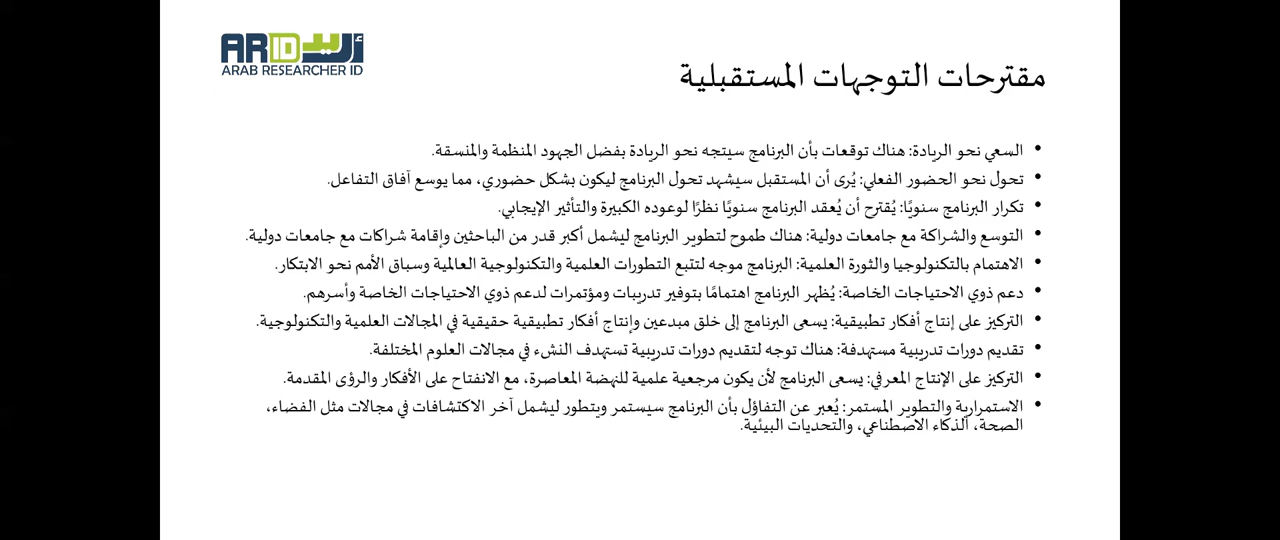 ARID أريد
ARAB RESEARCHER ID
مقترحات التوجهات المستقبلية
• السعي نحو الريادة: هناك توقعات بأن البرنامج سيتجه نحو الريادة بفضل الجهود المنظمة والمنسقة.
• تحول نحو الحضور الفعلي: يُرى أن المستقبل سيشهد تحول البرنامج ليكون بشكل حضوري، مما يوسع آفاق التفاعل.
• تكرار البرنامج سنويًا: يُقترح أن يُعقد البرنامج سنويًا نظرًا لوعوده الكبيرة والتأثير الإيجابي.
• التوسع والشراكة مع جامعات دولية: هناك طموح لتطوير البرنامج ليشمل أكبر قدر من الباحثين وإقامة شراكات مع جامعات دولية.
• الاهتمام بالتكنولوجيا والثورة العلمية: البرنامج موجه لتتبع التطورات العلمية والتكنولوجية العالمية وسباق الأمم نحو الابتكار.
• دعم ذوي الاحتياجات الخاصة: يُظهر البرنامج اهتمامًا بتوفير تدريبات ومؤتمرات لدعم ذوي الاحتياجات الخاصة وأسرهم.
• التركيز على إنتاج أفكار تطبيقية: يسعى البرنامج إلى خلق مبدعين وإنتاج أفكار تطبيقية حقيقية في المجالات العلمية والتكنولوجية.
• تقديم دورات تدريبية مستهدفة: هناك توجه لتقديم دورات تدريبية تستهدف النشء في مجالات العلوم المختلفة.
• التركيز على الإنتاج المعرفي: يسعى البرنامج لأن يكون مرجعية علمية للنهضة المعاصرة، مع الانفتاح على الأفكار والرؤى المقدمة.
• الاستمرارية والتطوير المستمر: يُعبر عن التفاؤل بأن البرنامج سيستمر ويتطور ليشمل آخر الاكتشافات في مجالات مثل الفضاء،
الصحة، الذكاء الاصطناعي، والتحديات البيئية.